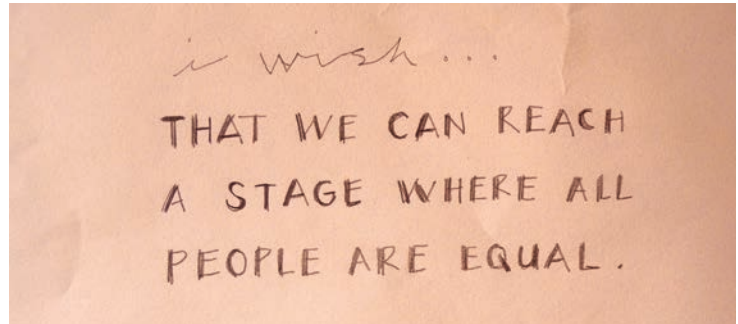 i wish...
THAT WE CAN REACH
A STAGE WHERE ALL
PEOPLE ARE EQUAL.